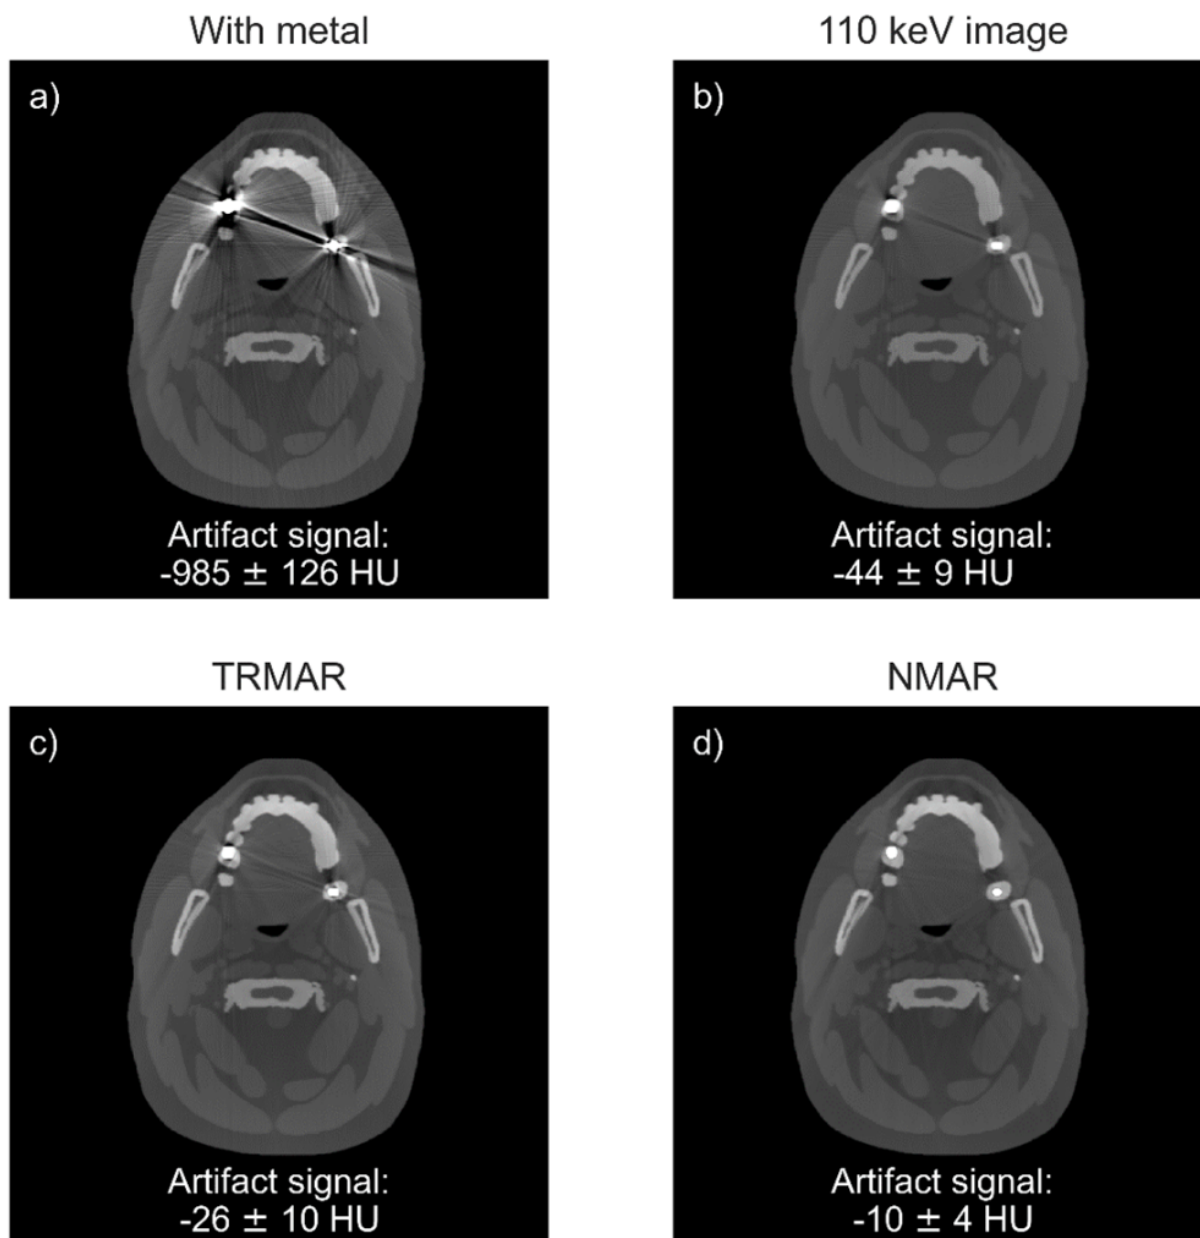 With metal
110 keV image
a)
b)
Artifact signal:
-985 ± 126 HU
Artifact signal:
-44 ± 9 HU
TRMAR
NMAR
c)
d)
Artifact signal:
-26 ± 10 HU
Artifact signal:
-10 ± 4 HU